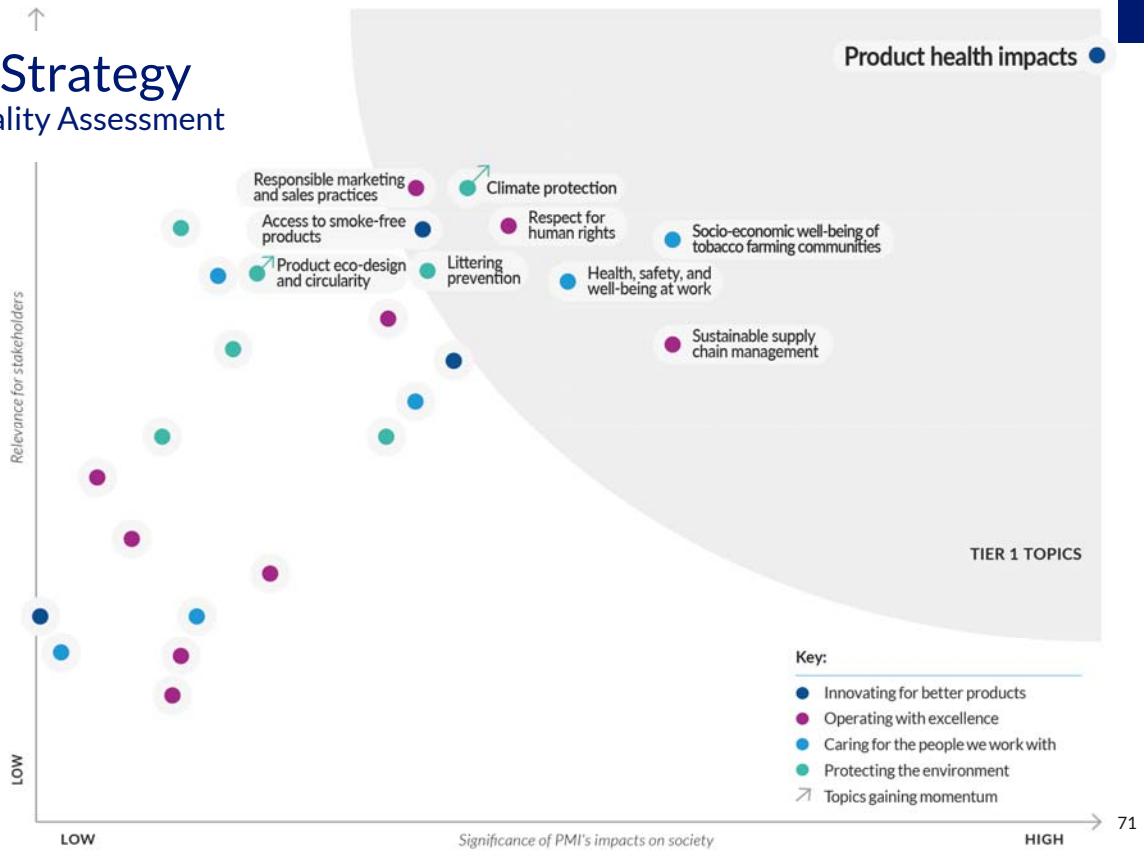 Strategy
ality Assessment
Product health impacts
Responsible marketing
and sales practices
Climate protection
Access to smoke-free
products
Respect for
human rights
Socio-economic well-being of
tobacco farming communities
Product eco-design
and circularity
Littering
prevention
Health, safety, and
well-being at work
Sustainable supply
chain management
Relevance for stakeholders
TIER 1 TOPICS
Key:
Innovating for better products
Operating with excellence
Caring for the people we work with
Protecting the environment
Topics gaining momentum
LOW
LOW
Significance of PMI's impacts on society
HIGH
71